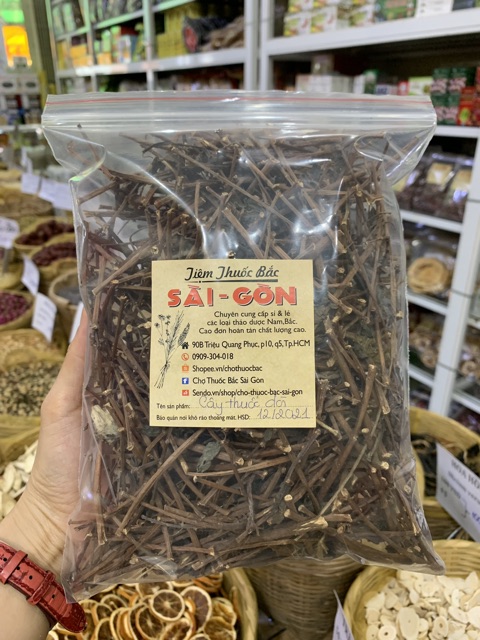 Tiệm Thuốc Bắc
SÀI-GÒN
Chuyên cung cấp sỉ & lẻ
các loại thảo dược Nam,Bắc.
Cao đơn hoàn tán chất lượng cao.
90B Triệu Quang Phục, p10, q5, Tp.HCM
0909-304-018
Shopee.vn/chothuocbac
Chợ Thuốc Bắc Sài Gòn
Sendo.vn/shop/cho-thuoc-bac-sai-gon
Tên sản phẩm: Cây thuốc dòi
Bảo quản nơi khô ráo thoáng mát. HSD: 12/2021